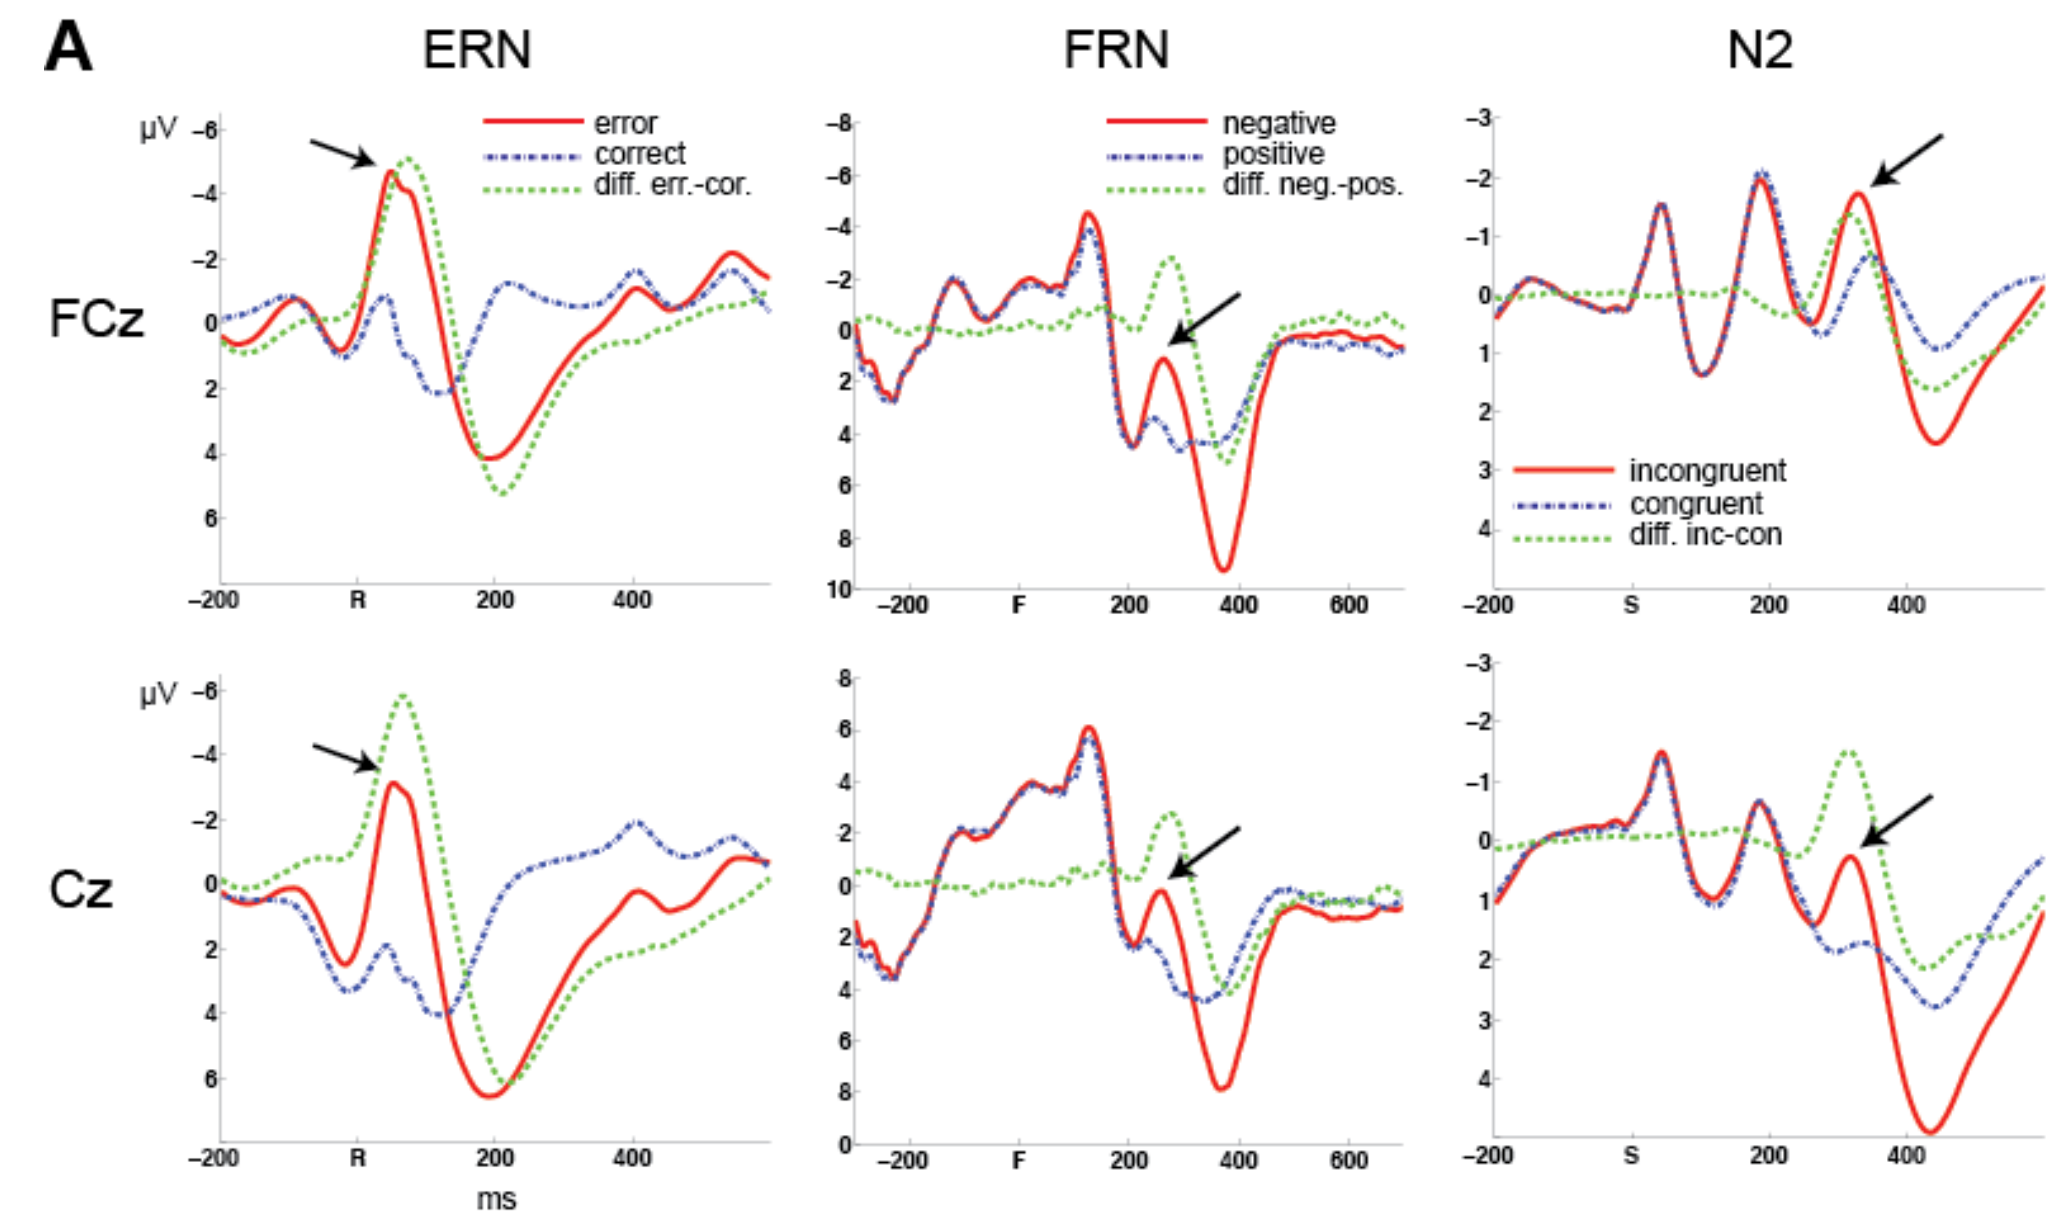 A
ERN
FRN
N2
FCz
µV
–6
–4
–2
0
2
4
6
–200
R
200
400
error
correct
diff. err.-cor.
–8
–6
–4
–2
0
2
4
6
8
10
–200
F
200
400
600
negative
positive
diff. neg.-pos.
–3
–2
–1
0
1
2
3
4
–200
S
200
400
incongruent
congruent
diff. inc-con
Cz
µV
–6
–4
–2
0
2
4
6
–200
R
200
400
ms
-8
-6
-4
-2
0
2
4
6
8
0
–200
F
200
400
600
–3
–2
–1
0
1
2
3
4
–200
S
200
400